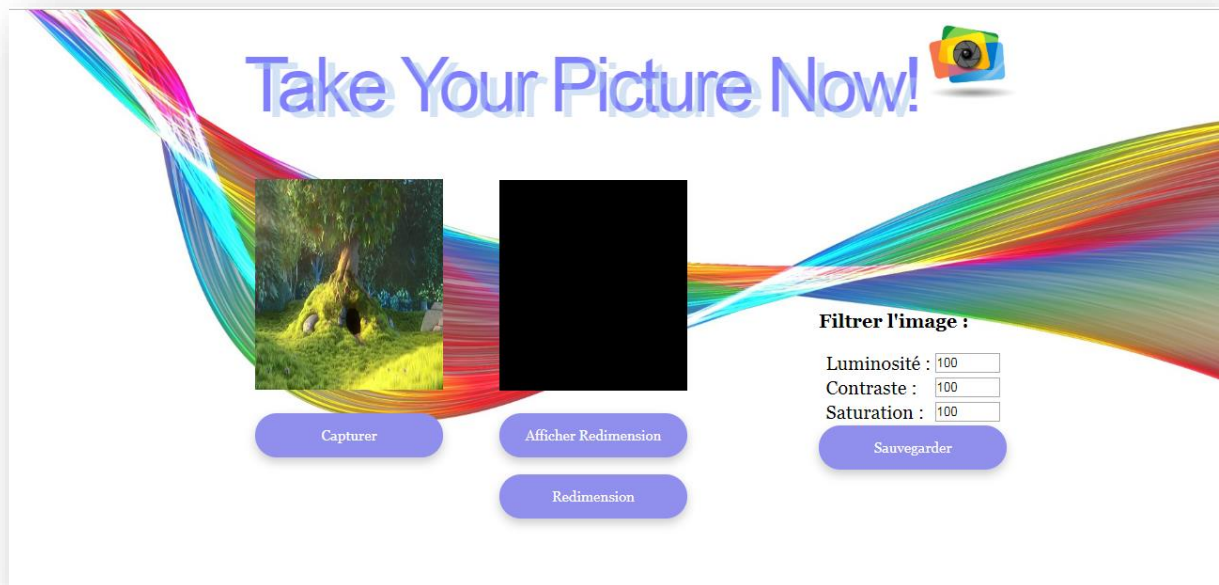 Take Your Picture Now!
Filtrer l'image :
Luminosité : 100
Contraste : 100
Saturation : 100
Capturer
Afficher Redimension
Sauvegarder
Redimension